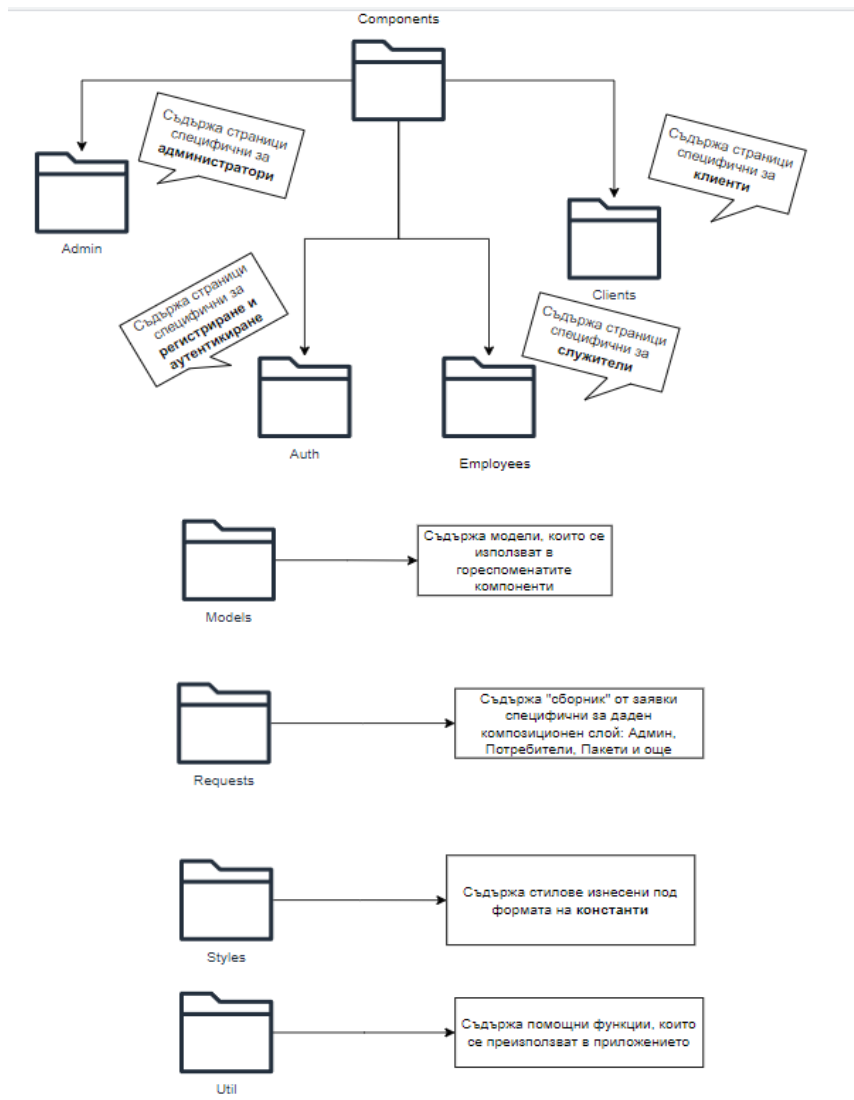 Components
Съдържа страници
специфични за
администратори
Admin
Съдържа страници
специфични за
клиенти
Clients
Съдържа страници
специфични за
регистриране и
аутентикиране
Auth
Съдържа страници
специфични за
служители
Employees
Models
Съдържа модели, които се
използват в
гореспоменатите
компоненти
Requests
Съдържа "сборник" от заявки
специфични за даден
композиционен слой: Админ,
Потребители, Пакети и още
Styles
Съдържа стилове изнесени под
формата на константи
Util
Съдържа помощни функции, които
се преизползват в приложението